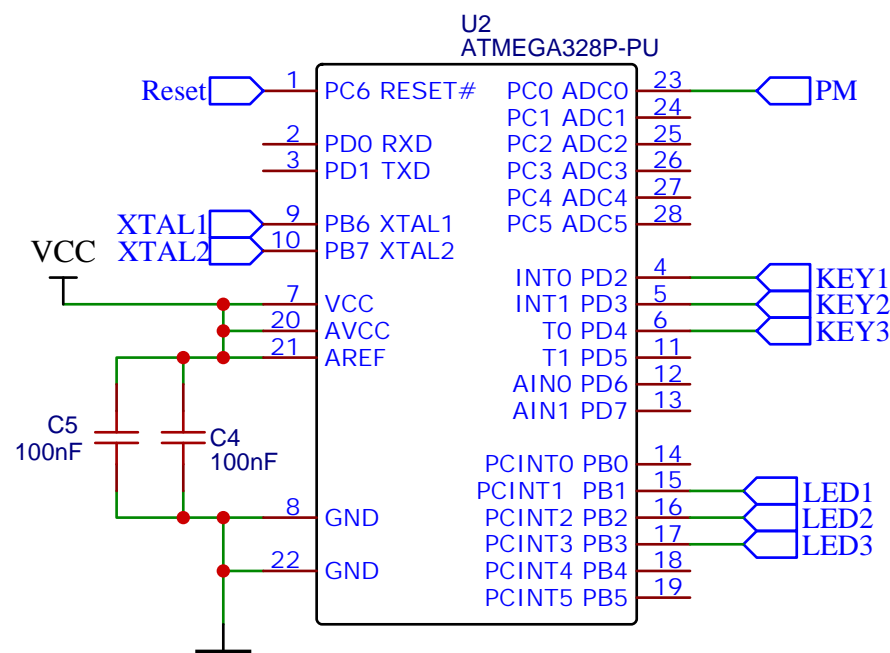 U2
ATMEGA328P-PU
Reset
1
PC6 RESET#
PC0 ADC0
23
PM
PC1 ADC1
24
2
PD0 RXD
PC2 ADC2
25
3
PD1 TXD
PC3 ADC3
26
PC4 ADC4
27
XTAL1
9
PB6 XTAL1
PC5 ADC5
28
XTAL2
10
PB7 XTAL2
VCC
INT0 PD2
4
KEY1
7
VCC
INT1 PD3
5
KEY2
20
AVCC
T0 PD4
6
KEY3
21
AREF
T1 PD5
11
AIN0 PD6
12
AIN1 PD7
13
C5
100nF
C4
100nF
PCINT0 PB0
14
PCINT1 PB1
15
LED1
8
GND
PCINT2 PB2
16
LED2
PCINT3 PB3
17
LED3
22
GND
PCINT4 PB4
18
PCINT5 PB5
19